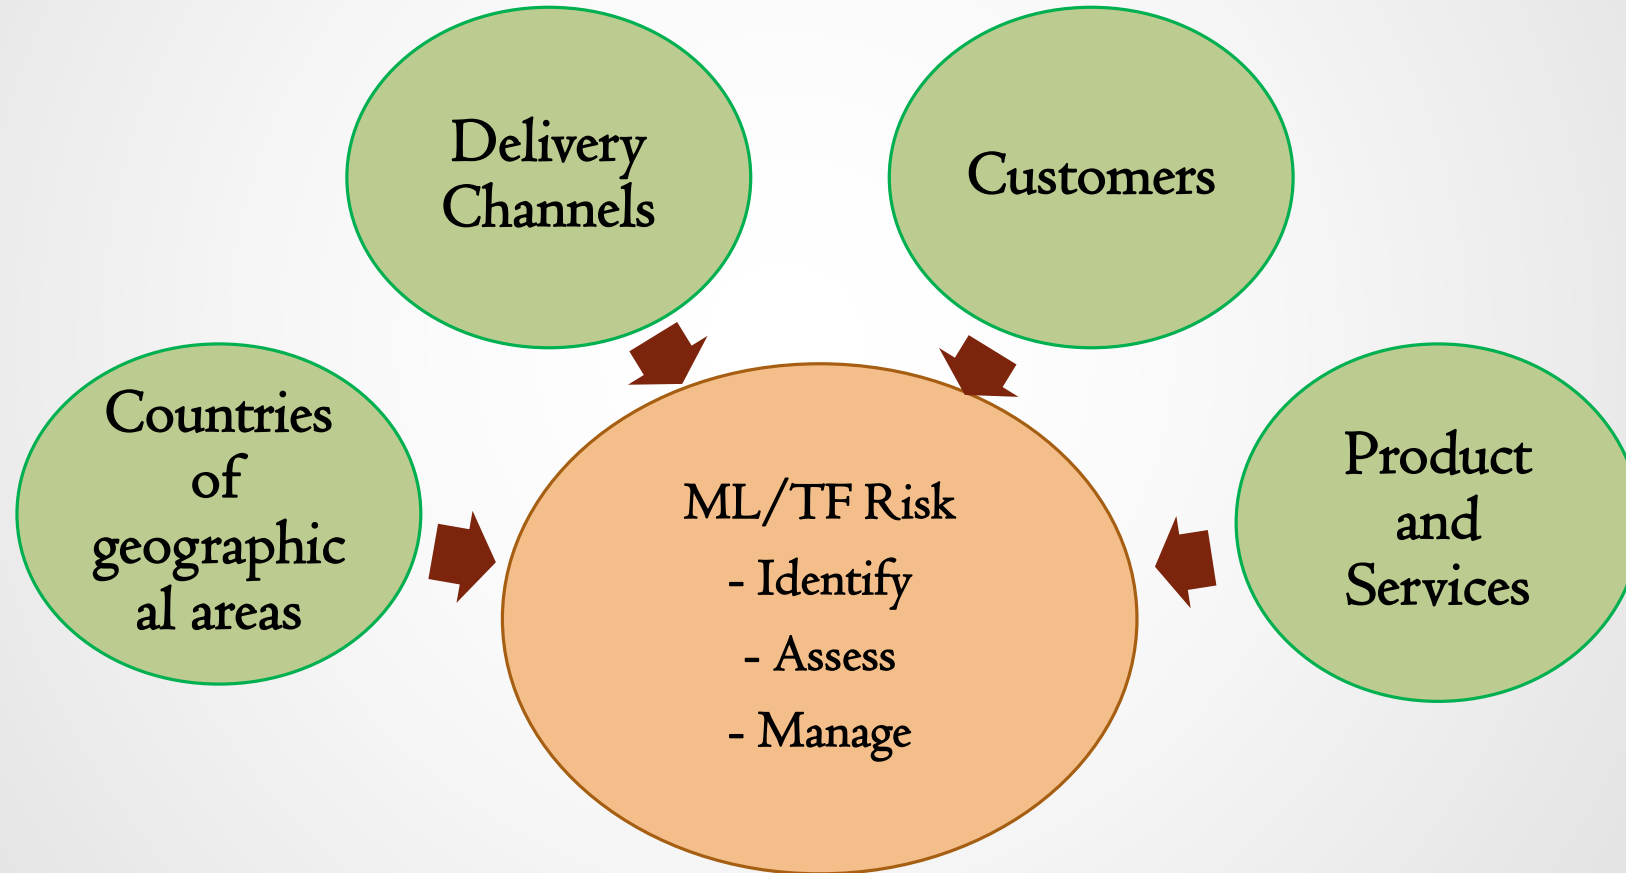 Delivery
Channels
Customers
Countries
of
geographic
al areas
Product
and
Services
ML/TF Risk
- Identify
- Assess
- Manage